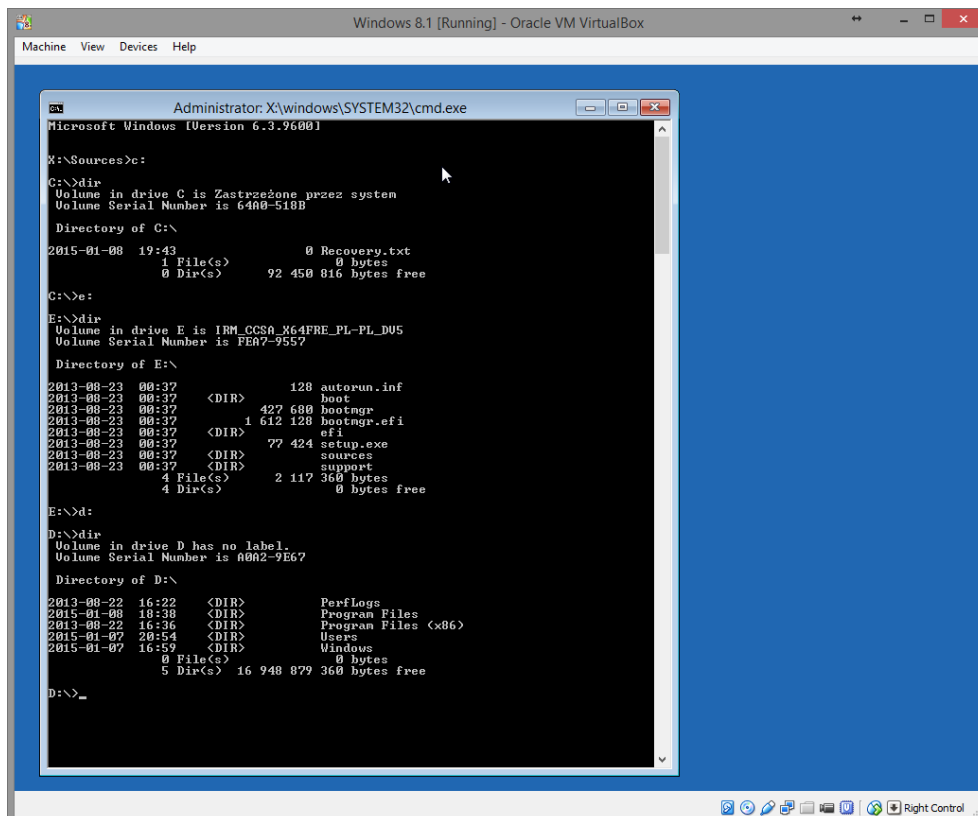 Windows 8.1 [Running] - Oracle VM VirtualBox
Machine View Devices Help
Administrator: X:\windows\SYSTEM32\cmd.exe
Microsoft Windows [Version 6.3.9600]
X:\Sources>c:
C:\>dir
Volume in drive C is Zastrzeżone przez system
Volume Serial Number is 64A0-518B
Directory of C:\
2015-01-08 19:43 0 Recovery.txt
1 File(s) 0 bytes
0 Dir(s) 92 450 816 bytes free
C:\>e:
E:\>dir
Volume in drive E is IRM_CCSA_X64FRE_PL-PL_DV5
Volume Serial Number is FEA7-9557
Directory of E:\
2013-08-23 00:37 128 autorun.inf
2013-08-23 00:37 <DIR> boot
2013-08-23 00:37 427 680 bootmgr
2013-08-23 00:37 1 612 128 bootmgr.efi
2013-08-23 00:37 <DIR> efi
2013-08-23 00:37 77 424 setup.exe
2013-08-23 00:37 <DIR> sources
2013-08-23 00:37 <DIR> support
4 File(s) 2 117 360 bytes
4 Dir(s) 0 bytes free
E:\>d:
D:\>dir
Volume in drive D has no label.
Volume Serial Number is A0A2-9E67
Directory of D:\
2013-08-22 16:22 <DIR> PerfLogs
2015-01-08 18:38 <DIR> Program Files
2013-08-22 16:36 <DIR> Program Files (x86)
2015-01-07 20:54 <DIR> Users
2015-01-07 16:59 <DIR> Windows
0 File(s) 0 bytes
5 Dir(s) 16 948 879 360 bytes free
D:\>_
Right Control